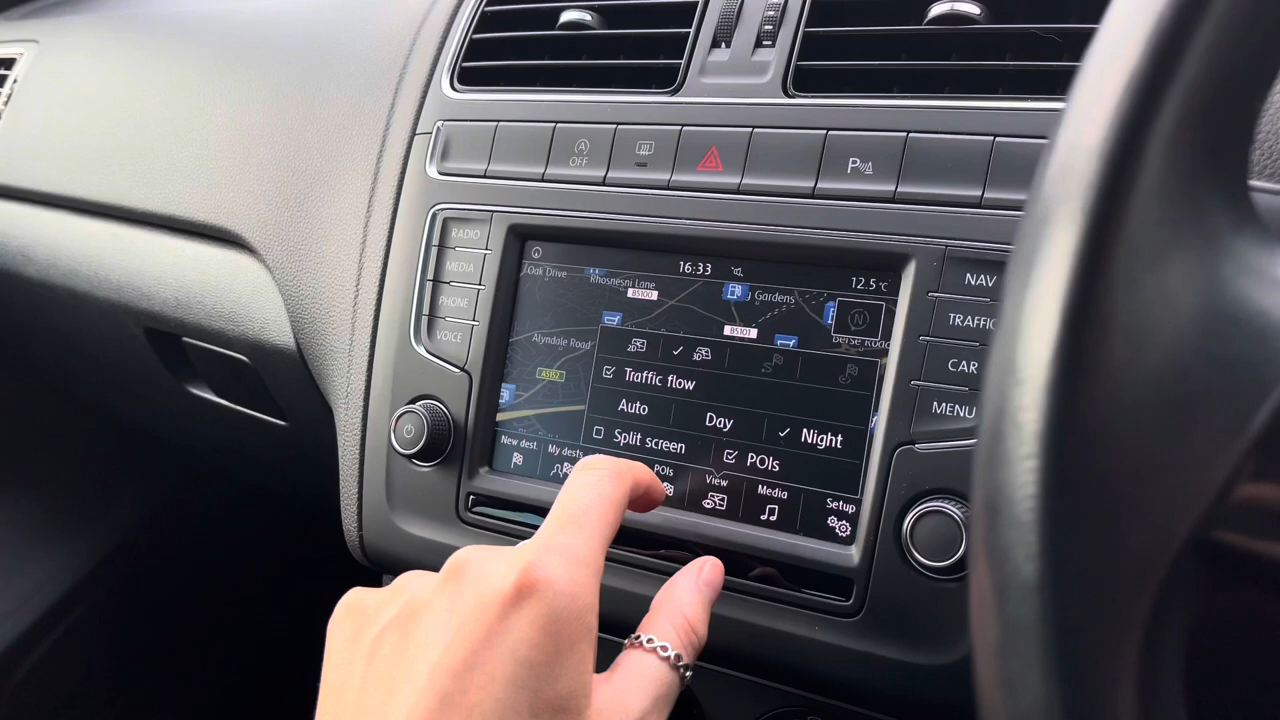 A OFF
P
RADIO
MEDIA
PHONE
VOICE
NAV
TRAFFIC
CAR
MENU
16:33
12.5 °C
Oak Drive
Rhosnesni Lane
B5100
g Gardens
N
B5101
Alyndale Road
A5152
2D
3D
Traffic flow
Auto
Day
Night
Split screen
POIs
New dest.
My dests
POIs
View
Media
Setup